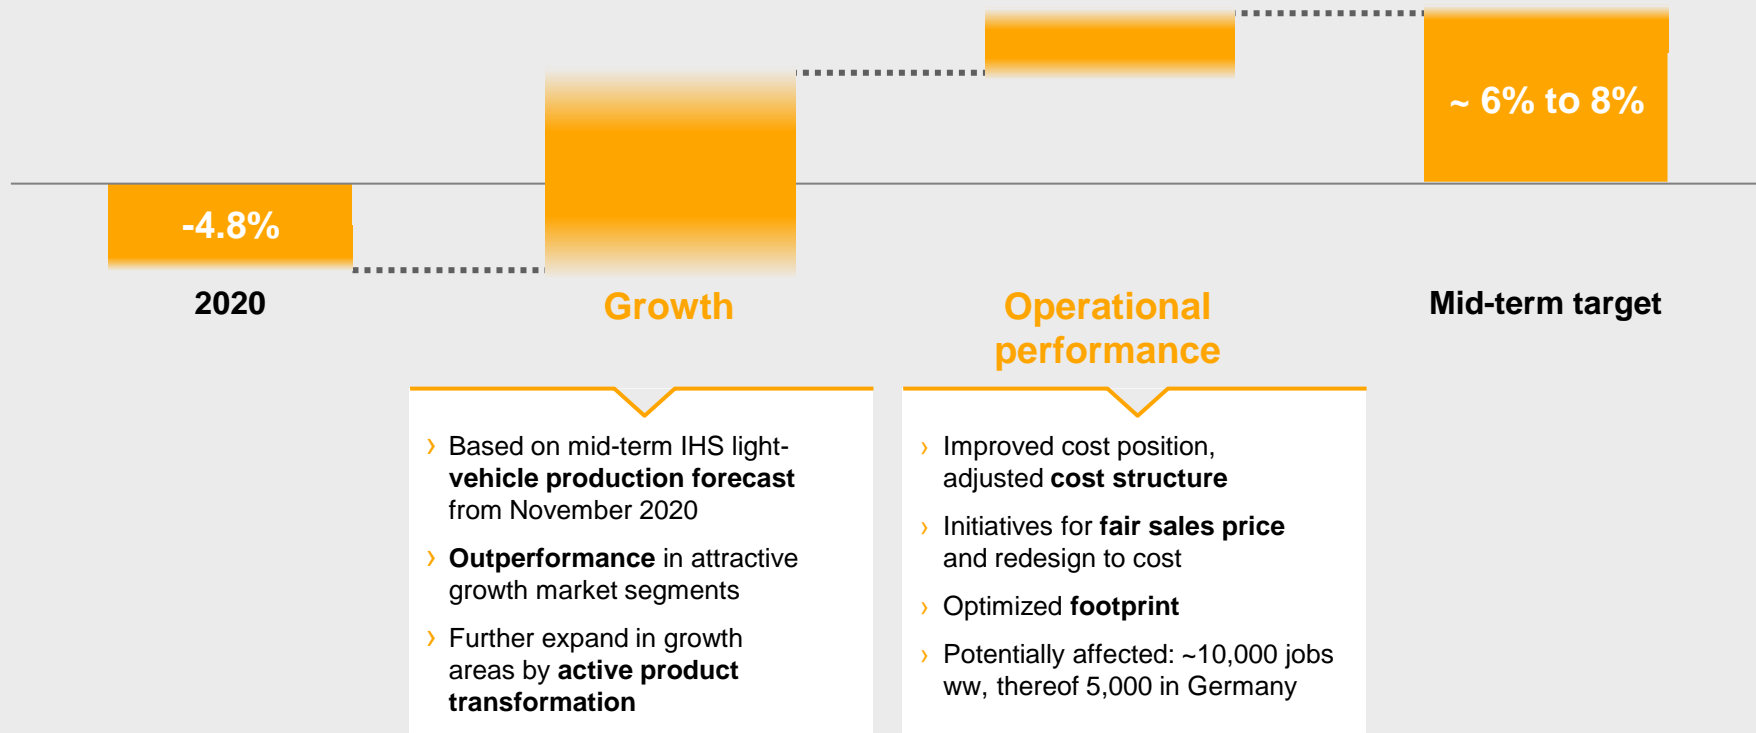 ~ 6% to 8%
-4.8%
2020
Growth
Operational
performance
Mid-term target
› Based on mid-term IHS light-
vehicle production forecast
from November 2020
› Outperformance in attractive
growth market segments
› Further expand in growth
areas by active product
transformation
› Improved cost position,
adjusted cost structure
› Initiatives for fair sales price
and redesign to cost
› Optimized footprint
› Potentially affected: ~10,000 jobs
ww, thereof 5,000 in Germany